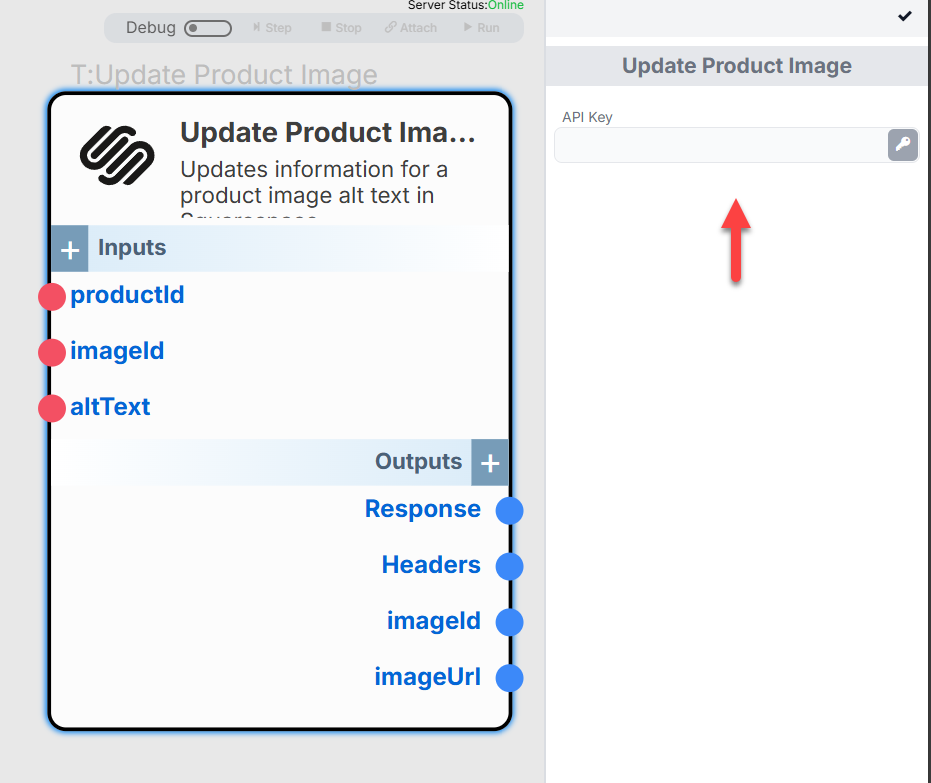 Server Status:Online
Debug Step Stop Attach Run
T:Update Product Image
Update Product Ima...
Updates information for a
product image alt text in
Squarespace
+ Inputs
productId
imageId
altText
Outputs +
Response
Headers
imageId
imageUrl
Update Product Image
API Key